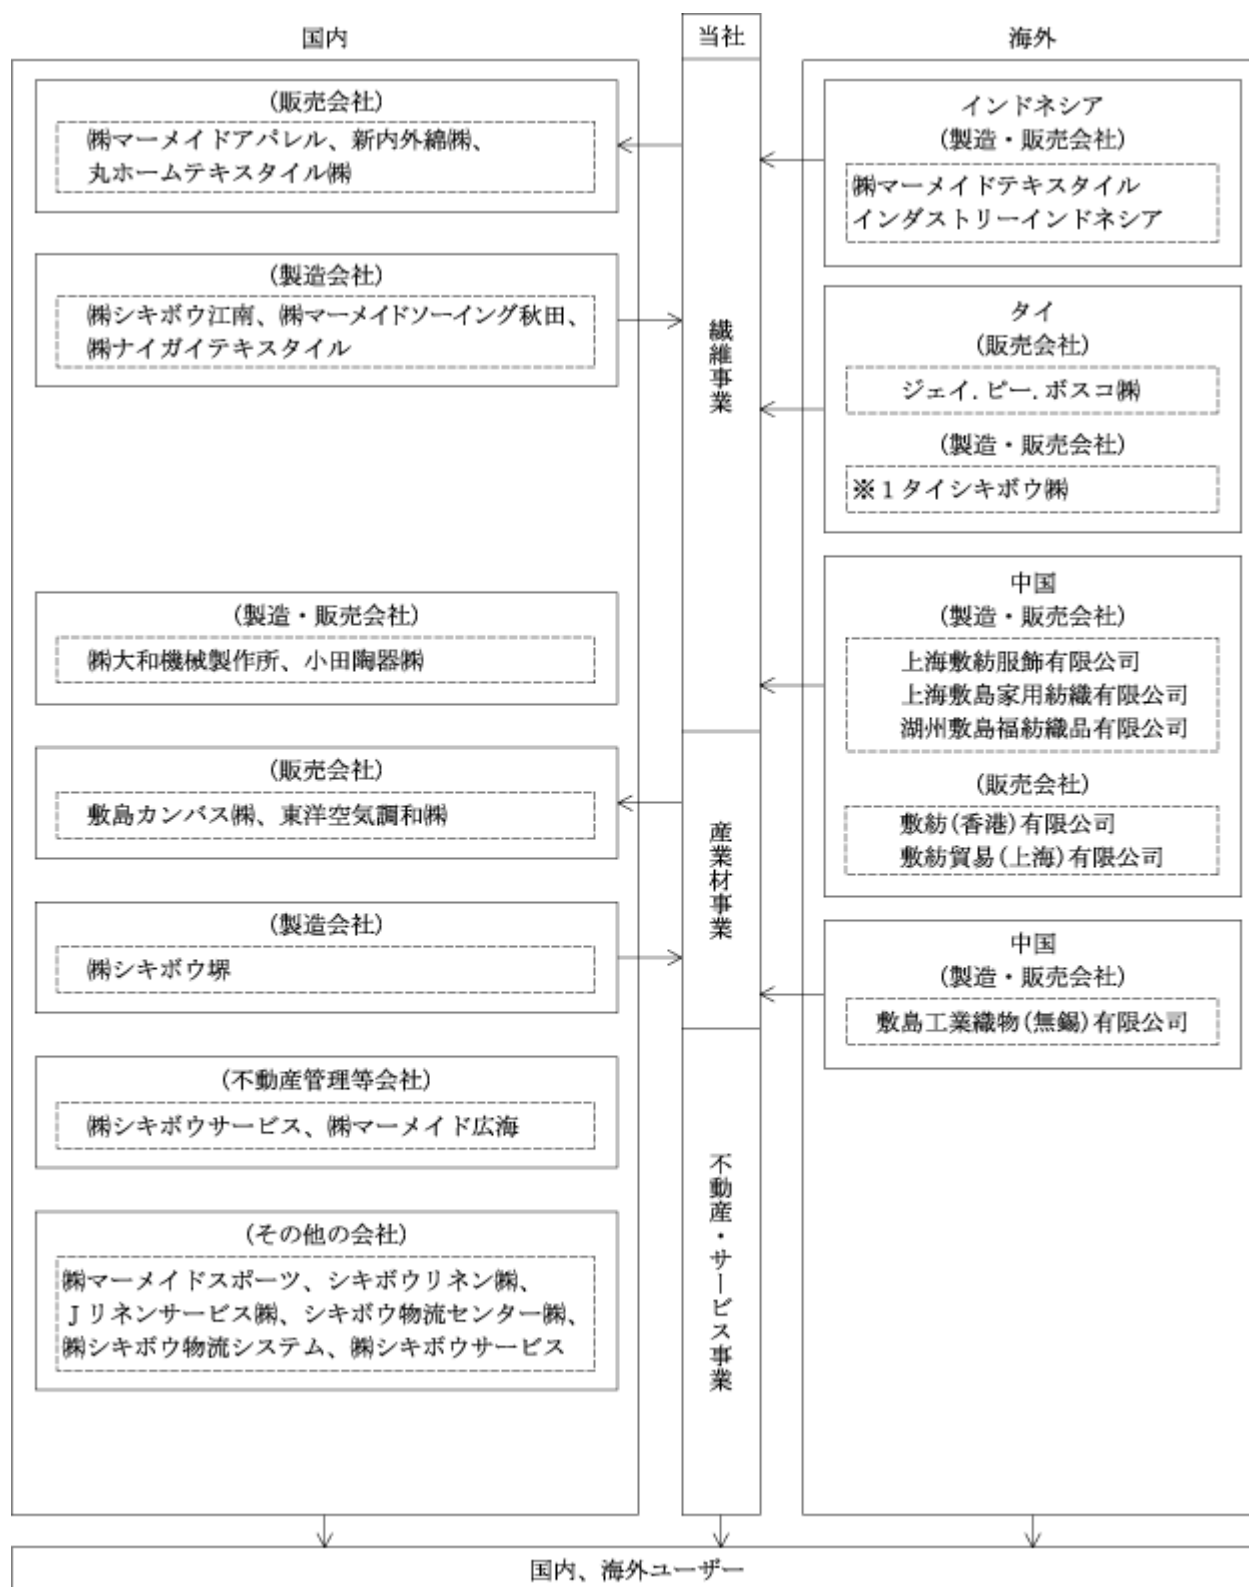 国内
(販売会社)
㈱マーメイドアパレル、新内外綿㈱、
丸ホームテキスタイル㈱
(製造会社)
㈱シキボウ江南、㈱マーメイドソーイング秋田、
㈱ナイガイテキスタイル
(製造・販売会社)
㈱大和機械製作所、小田陶器㈱
(販売会社)
敷島カンバス㈱、東洋空気調和㈱
(製造会社)
㈱シキボウ堺
(不動産管理等会社)
㈱シキボウサービス、㈱マーメイド広海
(その他の会社)
㈱マーメイドスポーツ、シキボウリネン㈱、
Ｊリネンサービス㈱、シキボウ物流センター㈱、
㈱シキボウ物流システム、㈱シキボウサービス
当社
繊維事業
産業材事業
不動産・サービス事業
海外
インドネシア
(製造・販売会社)
㈱マーメイドテキスタイル
インダストリーインドネシア
タイ
(販売会社)
ジェイ.ピー.ボスコ㈱
(製造・販売会社)
※１タイシキボウ㈱
中国
(製造・販売会社)
上海敷紡服飾有限公司
上海敷島家用紡織有限公司
湖州敷島福紡織品有限公司
(販売会社)
敷紡(香港)有限公司
敷紡貿易(上海)有限公司
中国
(製造・販売会社)
敷島工業織物(無錫)有限公司
国内、海外ユーザー